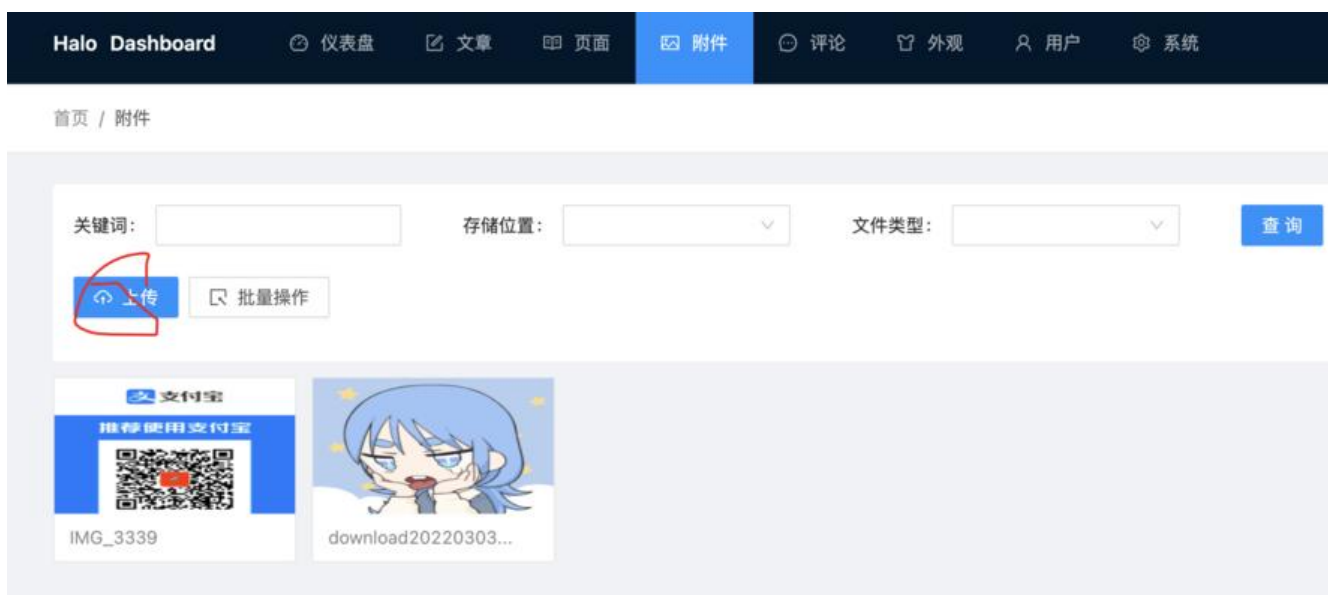 Halo Dashboard 仪表盘 文章 页面 附件 评论 外观 用户 系统
首页 / 附件
关键词: 存储位置: 文件类型: 查 询
上传 批量操作
支付宝
推荐使用支付宝
IMG_3339 download20220303...